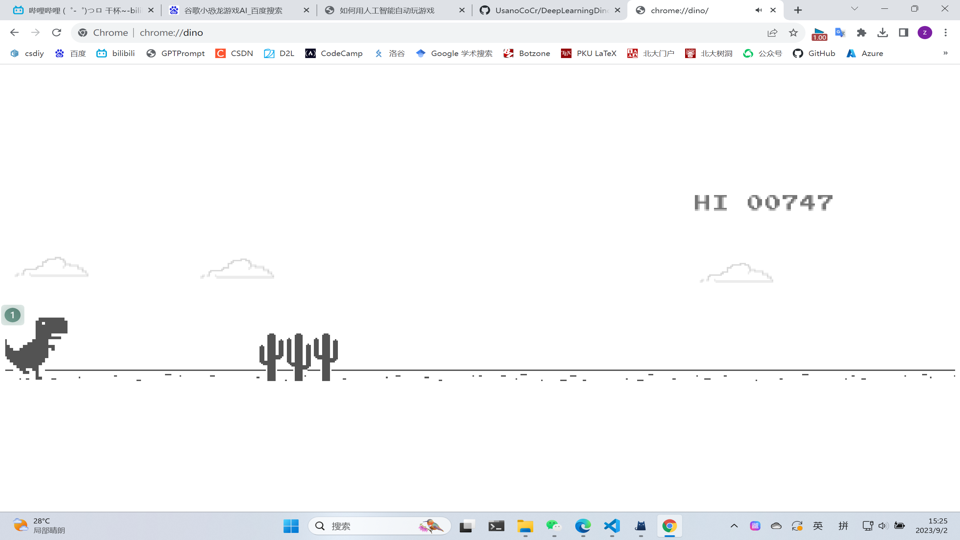 哔哩哔哩 (゜-゜)つロ 干杯~-bili
谷歌小恐龙游戏AI_百度搜索
如何用人工智能自动玩游戏
UsanoCoCr/DeepLearningDin
chrome://dino/
Chrome | chrome://dino
1.00
z
csdiy
百度
bilibili
GPTPrompt
CSDN
D2L
CodeCamp
洛谷
Google 学术搜索
Botzone
PKU LaTeX
北大门户
北大树洞
公众号
GitHub
Azure
»
HI 00747
1
28°C
局部晴朗
搜索
英
拼
15:25
2023/9/2